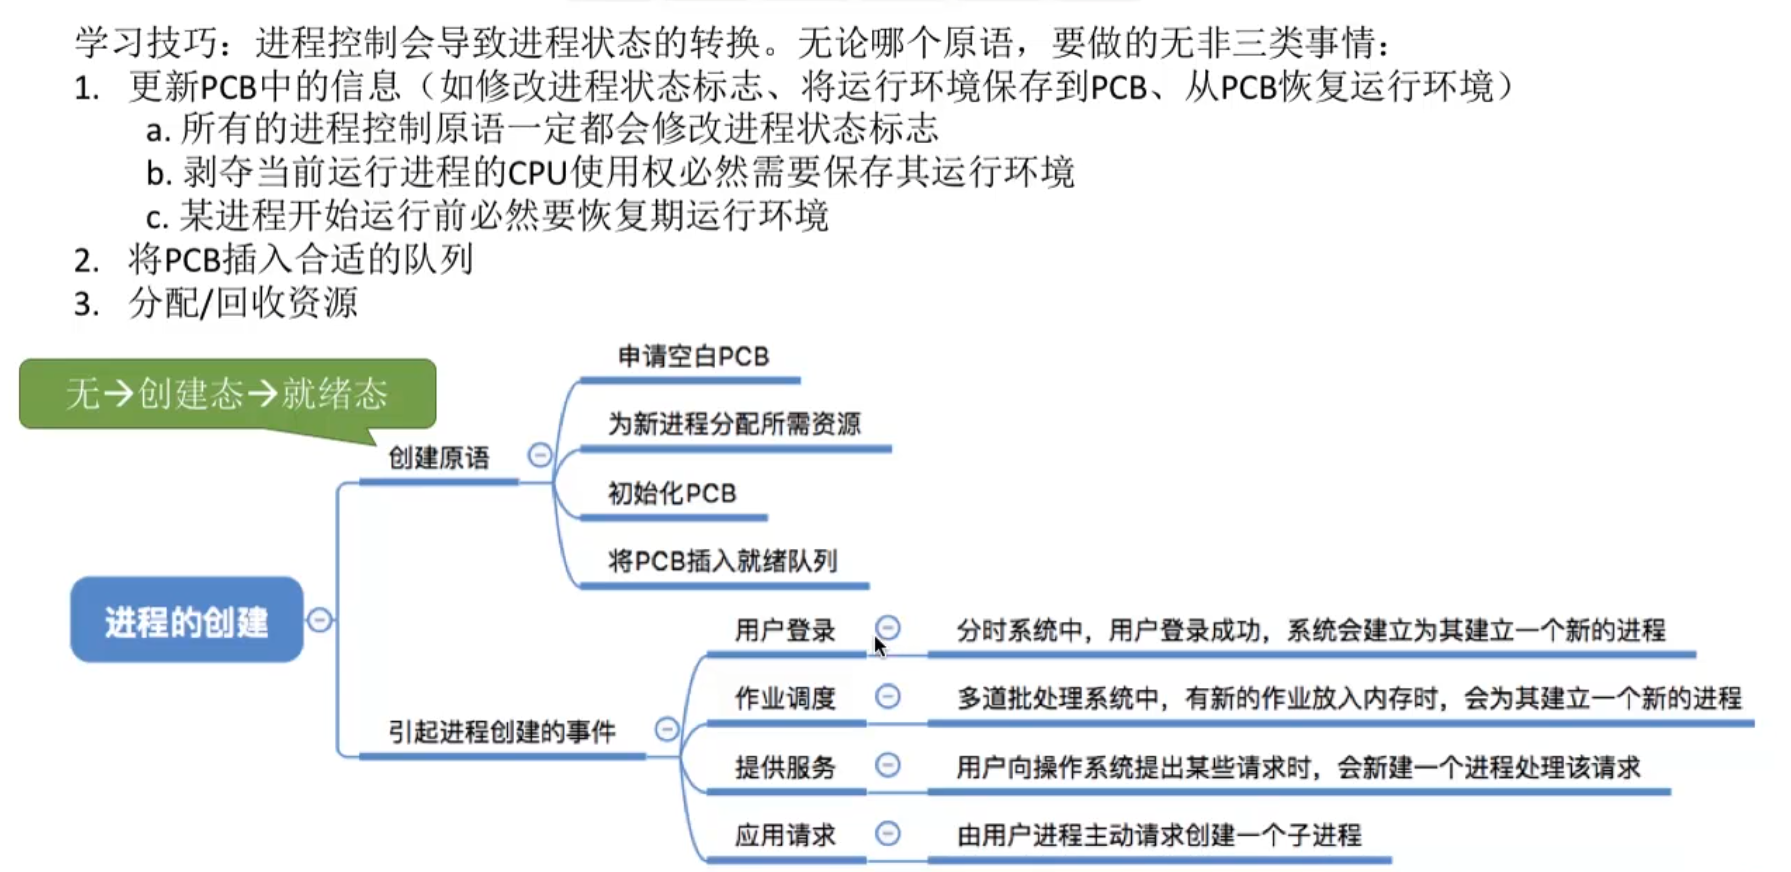 学习技巧：进程控制会导致进程状态的转换。无论哪个原语，要做的无非三类事情：
1. 更新PCB中的信息（如修改进程状态标志、将运行环境保存到PCB、从PCB恢复运行环境）
a. 所有的进程控制原语一定都会修改进程状态标志
b. 剥夺当前运行进程的CPU使用权必然需要保存其运行环境
c. 某进程开始运行前必然要恢复期运行环境
2. 将PCB插入合适的队列
3. 分配/回收资源
无→创建态→就绪态
进程的创建
创建原语
申请空白PCB
为新进程分配所需资源
初始化PCB
将PCB插入就绪队列
引起进程创建的事件
用户登录
分时系统中，用户登录成功，系统会建立为其建立一个新的进程
作业调度
多道批处理系统中，有新的作业放入内存时，会为其建立一个新的进程
提供服务
用户向操作系统提出某些请求时，会新建一个进程处理该请求
应用请求
由用户进程主动请求创建一个子进程